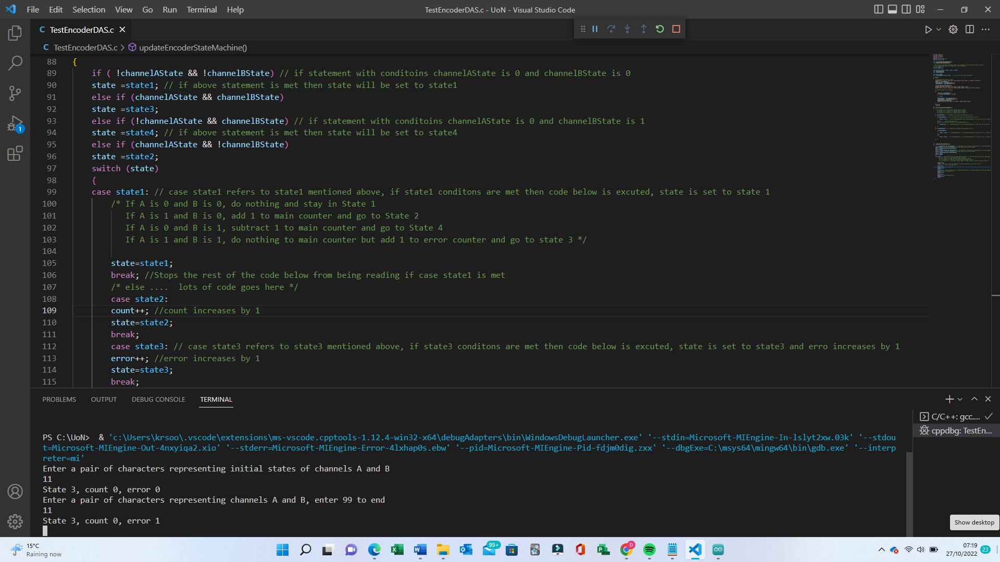 File Edit Selection View Go Run Terminal Help
TestEncoderDAS.c - UoN - Visual Studio Code
C TestEncoderDAS.c
C TestEncoderDAS.c > updateEncoderStateMachine()
88 {
89 if ( !channelAState && !channelBState) // if statement with conditoins channelAState is 0 and channelBState is 0
90 state =state1; // if above statement is met then state will be set to state1
91 else if (channelAState && channelBState)
92 state =state3;
93 else if (!channelAState && channelBState) // if statement with conditoins channelAState is 0 and channelBState is 1
94 state =state4; // if above statement is met then state will be set to state4
95 else if (channelAState && !channelBState)
96 state =state2;
97 switch (state)
98 {
99 case state1: // case state1 refers to state1 mentioned above, if state1 conditons are met then code below is excuted, state is set to state 1
100 /* If A is 0 and B is 0, do nothing and stay in State 1
101 If A is 1 and B is 0, add 1 to main counter and go to State 2
102 If A is 0 and B is 1, subtract 1 to main counter and go to State 4
103 If A is 1 and B is 1, do nothing to main counter but add 1 to error counter and go to state 3 */
104
105 state=state1;
106 break; //Stops the rest of the code below from being reading if case state1 is met
107 /* else .... lots of code goes here */
108 case state2:
109 count++; //count increases by 1
110 state=state2;
111 break;
112 case state3: // case state3 refers to state3 mentioned above, if state3 conditons are met then code below is excuted, state is set to state3 and erro increases by 1
113 error++; //error increases by 1
114 state=state3;
115 break;
1
PROBLEMS OUTPUT DEBUG CONSOLE TERMINAL
C/C++: gcc....
cppdbg: TestEn...
PS C:\UoN> & 'c:\Users\krsoo\.vscode\extensions\ms-vscode.cpptools-1.12.4-win32-x64\debugAdapters\bin\WindowsDebugLauncher.exe' '--stdin=Microsoft-MIEngine-In-lslyt2xw.03k' '--stdou
t=Microsoft-MIEngine-Out-4nxyiqa2.xio' '--stderr=Microsoft-MIEngine-Error-4lxhap0s.ebw' '--pid=Microsoft-MIEngine-Pid-fdjm0dig.zxx' '--dbgExe=C:\msys64\mingw64\bin\gdb.exe' '--interp
reter=mi'
Enter a pair of characters representing initial states of channels A and B
11
State 3, count 0, error 0
Enter a pair of characters representing channels A and B, enter 99 to end
11
State 3, count 0, error 1
Show desktop
15°C
Raining now
99+
D
07:19
27/10/2022
23